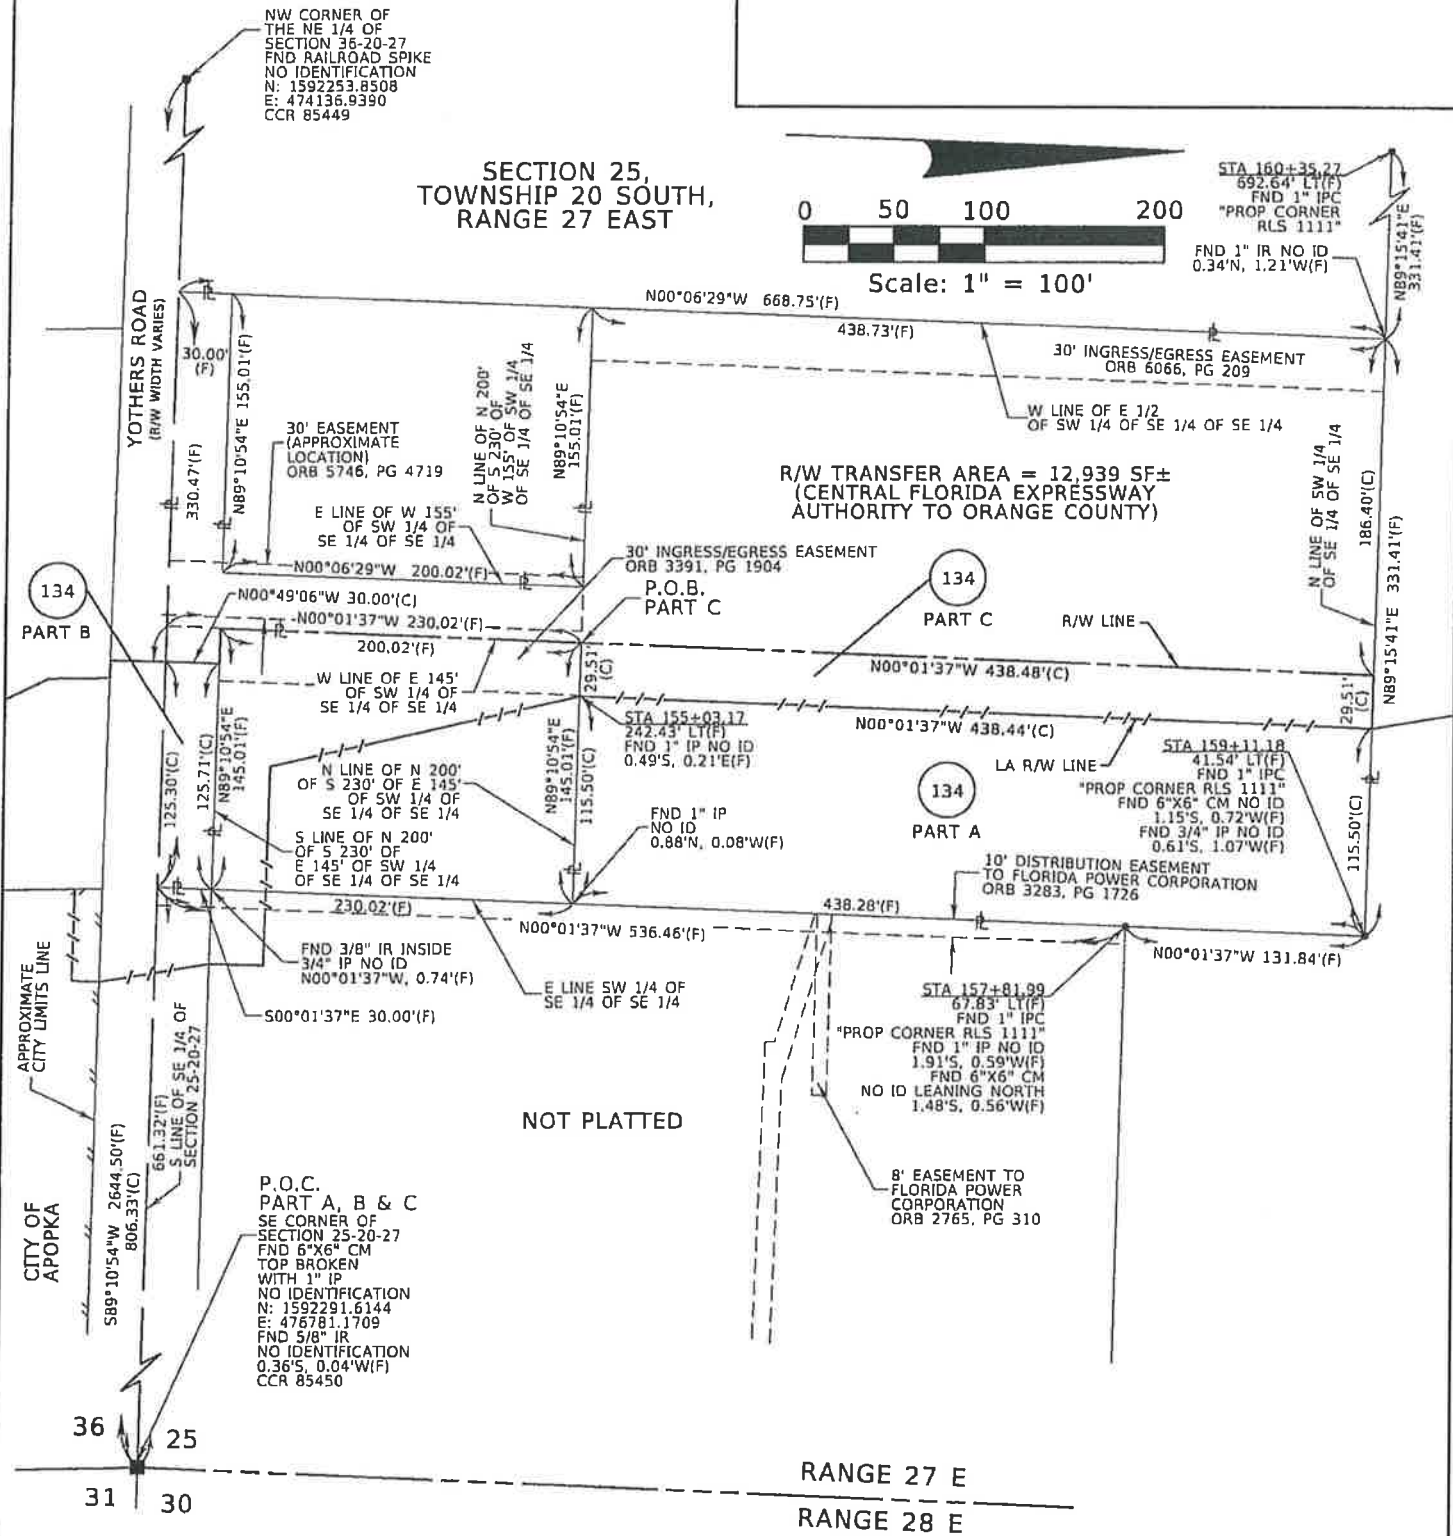 NW CORNER OF
THE NE 1/4 OF
SECTION 36-20-27
FND RAILROAD SPIKE
NO IDENTIFICATION
N: 1592253.8508
E: 474136.9390
CCR 85449
SECTION 25,
TOWNSHIP 20 SOUTH,
RANGE 27 EAST
0 50 100 200
Scale: 1" = 100'
STA 160+35.27
692.64' LT(F)
FND 1" IPC
"PROP CORNER
RLS 1111"
FND 1" IR NO ID
0.34'N, 1.21'W(F)
N89°15'41"E
331.41'(F)
YOTHERS ROAD
(R/W WIDTH VARIES)
30.00'
(F)
N89°10'54"E 155.01'(F)
330.47'(F)
N00°06'29"W 668.75'(F)
438.73'(F)
30' INGRESS/EGRESS EASEMENT
ORB 6066, PG 209
W LINE OF E 1/2
OF SW 1/4 OF SE 1/4 OF SE 1/4
30' EASEMENT
(APPROXIMATE
LOCATION)
ORB 5746, PG 4719
N LINE OF N 200'
OF S 230' OF
W 155' OF SW 1/4
OF SE 1/4 OF SE 1/4
N89°10'54"E
155.01'(F)
E LINE OF W 155'
OF SW 1/4 OF
SE 1/4 OF SE 1/4
R/W TRANSFER AREA = 12,939 SF±
(CENTRAL FLORIDA EXPRESSWAY
AUTHORITY TO ORANGE COUNTY)
N LINE OF SW 1/4
OF SE 1/4 OF SE 1/4
186.40'(C)
N89°15'41"E 331.41'(F)
N00°06'29"W 200.02'(F)
30' INGRESS/EGRESS EASEMENT
ORB 3391, PG 1904
P.O.B.
PART C
134
PART B
N00°49'06"W 30.00'(C)
N00°01'37"W 230.02'(F)
200.02'(F)
134
PART C
R/W LINE
N00°01'37"W 438.48'(C)
29.51'
(C)
W LINE OF E 145'
OF SW 1/4 OF
SE 1/4 OF SE 1/4
29.51'
(C)
N00°01'37"W 438.44'(C)
LA R/W LINE
STA 155+03.17
242.43' LT(F)
FND 1" IP NO ID
0.49'S, 0.21'E(F)
125.30'(C)
125.71'(C)
N89°10'54"E
145.01'(F)
N LINE OF N 200'
OF S 230' OF E 145'
OF SW 1/4 OF
SE 1/4 OF SE 1/4
N89°10'54"E
145.01'(F)
115.50'(C)
S LINE OF N 200'
OF S 230' OF
E 145' OF SW 1/4
OF SE 1/4 OF SE 1/4
FND 1" IP
NO ID
0.88'N, 0.08'W(F)
134
PART A
STA 159+11.18
41.54' LT(F)
FND 1" IPC
"PROP CORNER RLS 1111"
FND 6"X6" CM NO ID
1.15'S, 0.72'W(F)
FND 3/4" IP NO ID
0.61'S, 1.07'W(F)
115.50'(C)
10' DISTRIBUTION EASEMENT
TO FLORIDA POWER CORPORATION
ORB 3283, PG 1726
230.02'(F)
438.28'(F)
N00°01'37"W 536.46'(F)
N00°01'37"W 131.84'(F)
FND 3/8" IR INSIDE
3/4" IP NO ID
N00°01'37"W, 0.74'(F)
E LINE SW 1/4 OF
SE 1/4 OF SE 1/4
S00°01'37"E 30.00'(F)
STA 157+81.99
67.83' LT(F)
FND 1" IPC
"PROP CORNER RLS 1111"
FND 1" IP NO ID
1.91'S, 0.59'W(F)
FND 6"X6" CM
NO ID LEANING NORTH
1.48'S, 0.56'W(F)
APPROXIMATE
CITY LIMITS LINE
661.32'(F)
S LINE OF SE 1/4 OF
SECTION 25-20-27
NOT PLATTED
8' EASEMENT TO
FLORIDA POWER
CORPORATION
ORB 2765, PG 310
CITY OF
APOPKA
S89°10'54"W 2644.50'(F)
806.33'(C)
P.O.C.
PART A, B & C
SE CORNER OF
SECTION 25-20-27
FND 6"X6" CM
TOP BROKEN
WITH 1" IP
NO IDENTIFICATION
N: 1592291.6144
E: 476781.1709
FND 5/8" IR
NO IDENTIFICATION
0.36'S, 0.04'W(F)
CCR 85450
36 25
31 30
RANGE 27 E
RANGE 28 E